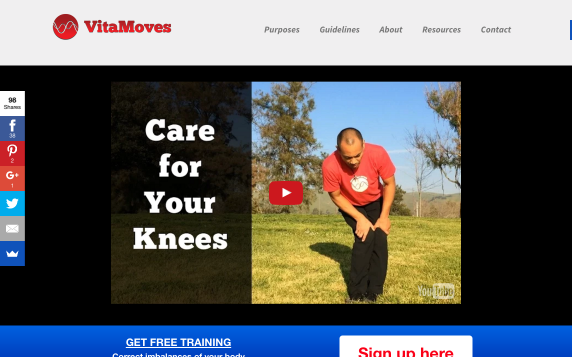 VitaMoves
Purposes Guidelines About Resources Contact
98
Shares
38
2
G+
1
Care
for
Your
Knees
YouTube
GET FREE TRAINING
Sign up here
Correct imbalances of your body